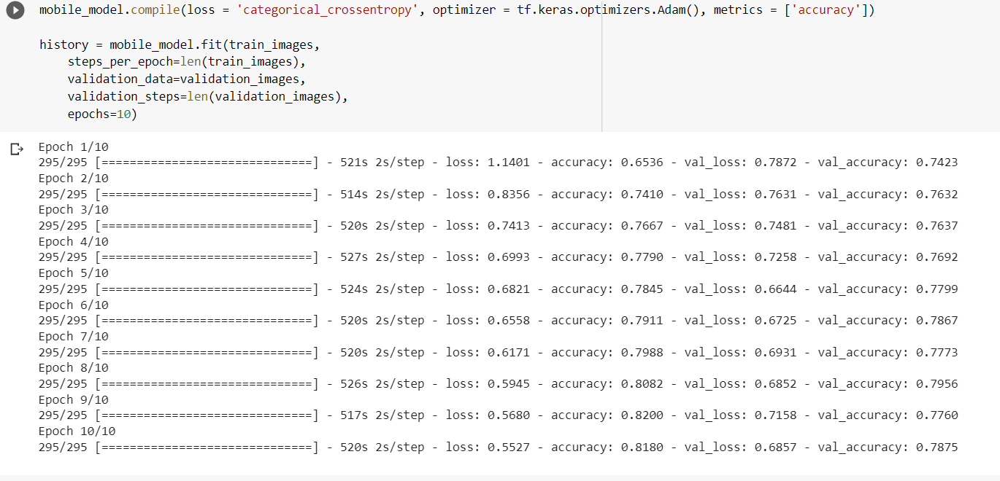 mobile_model.compile(loss = 'categorical_crossentropy', optimizer = tf.keras.optimizers.Adam(), metrics = ['accuracy'])
history = mobile_model.fit(train_images,
steps_per_epoch=len(train_images),
validation_data=validation_images,
validation_steps=len(validation_images),
epochs=10)
Epoch 1/10
295/295 [==============================] - 521s 2s/step - loss: 1.1401 - accuracy: 0.6536 - val_loss: 0.7872 - val_accuracy: 0.7423
Epoch 2/10
295/295 [==============================] - 514s 2s/step - loss: 0.8356 - accuracy: 0.7410 - val_loss: 0.7631 - val_accuracy: 0.7632
Epoch 3/10
295/295 [==============================] - 520s 2s/step - loss: 0.7413 - accuracy: 0.7667 - val_loss: 0.7481 - val_accuracy: 0.7637
Epoch 4/10
295/295 [==============================] - 527s 2s/step - loss: 0.6993 - accuracy: 0.7790 - val_loss: 0.7258 - val_accuracy: 0.7692
Epoch 5/10
295/295 [==============================] - 524s 2s/step - loss: 0.6821 - accuracy: 0.7845 - val_loss: 0.6644 - val_accuracy: 0.7799
Epoch 6/10
295/295 [==============================] - 520s 2s/step - loss: 0.6558 - accuracy: 0.7911 - val_loss: 0.6725 - val_accuracy: 0.7867
Epoch 7/10
295/295 [==============================] - 520s 2s/step - loss: 0.6171 - accuracy: 0.7988 - val_loss: 0.6931 - val_accuracy: 0.7773
Epoch 8/10
295/295 [==============================] - 526s 2s/step - loss: 0.5945 - accuracy: 0.8082 - val_loss: 0.6852 - val_accuracy: 0.7956
Epoch 9/10
295/295 [==============================] - 517s 2s/step - loss: 0.5680 - accuracy: 0.8200 - val_loss: 0.7158 - val_accuracy: 0.7760
Epoch 10/10
295/295 [==============================] - 520s 2s/step - loss: 0.5527 - accuracy: 0.8180 - val_loss: 0.6857 - val_accuracy: 0.7875